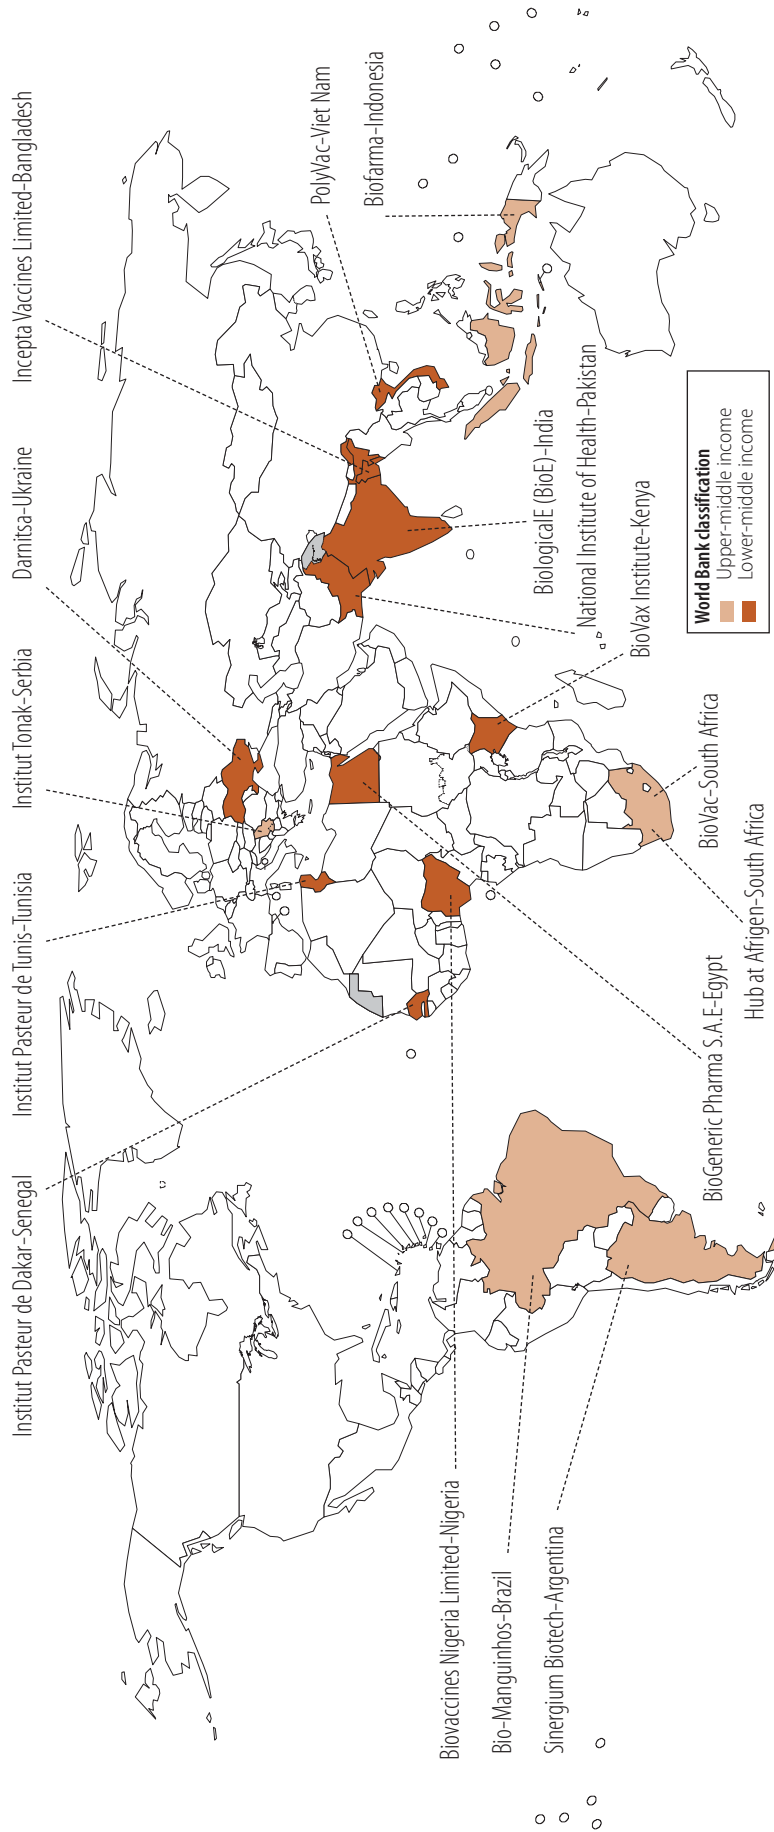 Institut Pasteur de Dakar-Senegal
Institut Pasteur de Tunis-Tunisia
Institut Tonak-Serbia
Darnitsa-Ukraine
Incepta Vaccines Limited-Bangladesh
PolyVac-Viet Nam
Biofarma-Indonesia
BiologicalE (BioE)-India
National Institute of Health-Pakistan
BioVax Institute-Kenya
Biovaccines Nigeria Limited-Nigeria
Bio-Manguinhos-Brazil
Sinergium Biotech-Argentina
BioGeneric Pharma S.A.E-Egypt
Hub at Afrigen-South Africa
BioVac-South Africa
World Bank classification
Upper-middle income
Lower-middle income